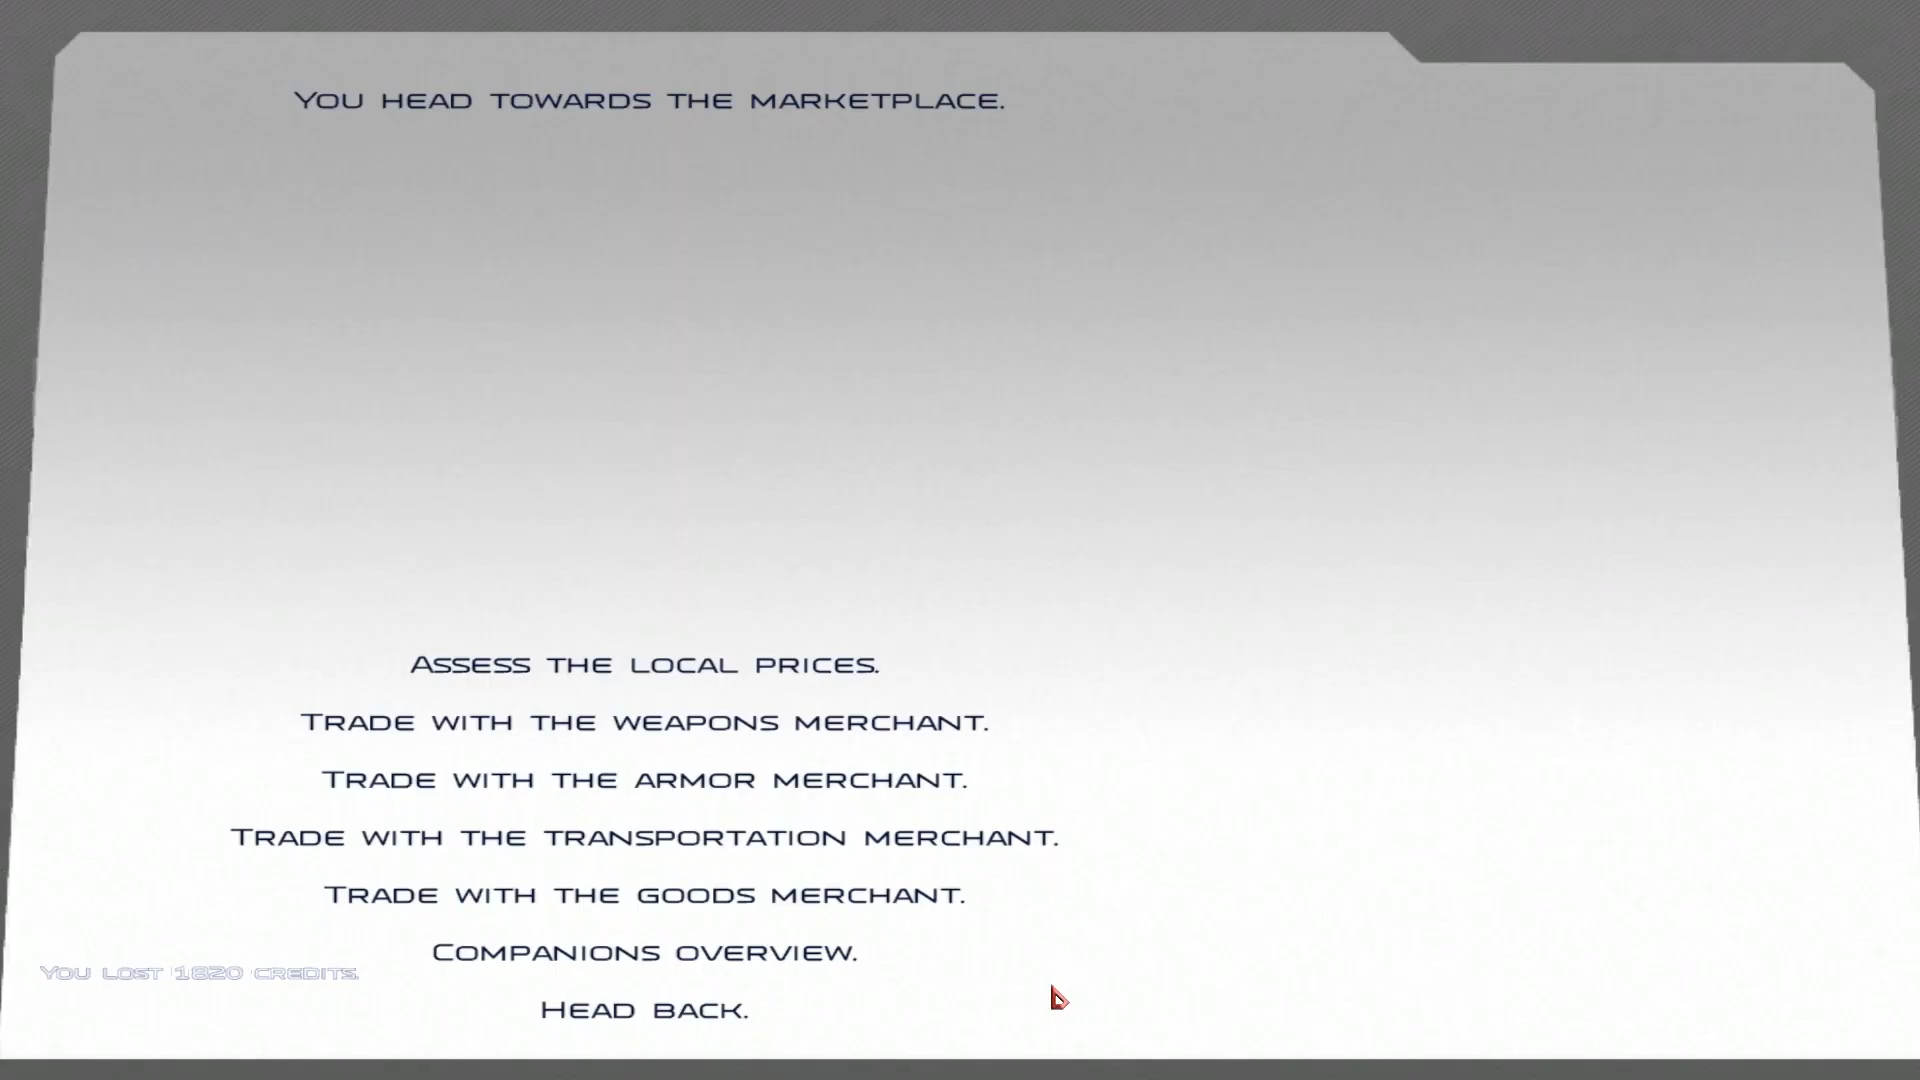 You head towards the marketplace.
Assess the local prices.
Trade with the weapons merchant.
Trade with the armor merchant.
Trade with the transportation merchant.
Trade with the goods merchant.
Companions overview.
You lost 1820 credits.
Head back.